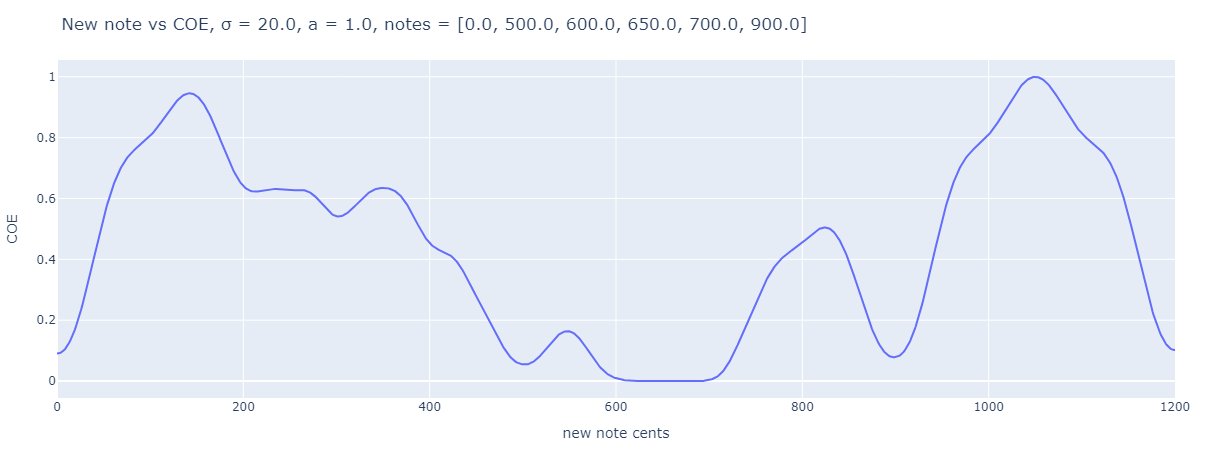 New note vs COE, σ = 20.0, a = 1.0, notes = [0.0, 500.0, 600.0, 650.0, 700.0, 900.0]
1
0.8
0.6
0.4
0.2
0
COE
0 200 400 600 800 1000 1200
new note cents